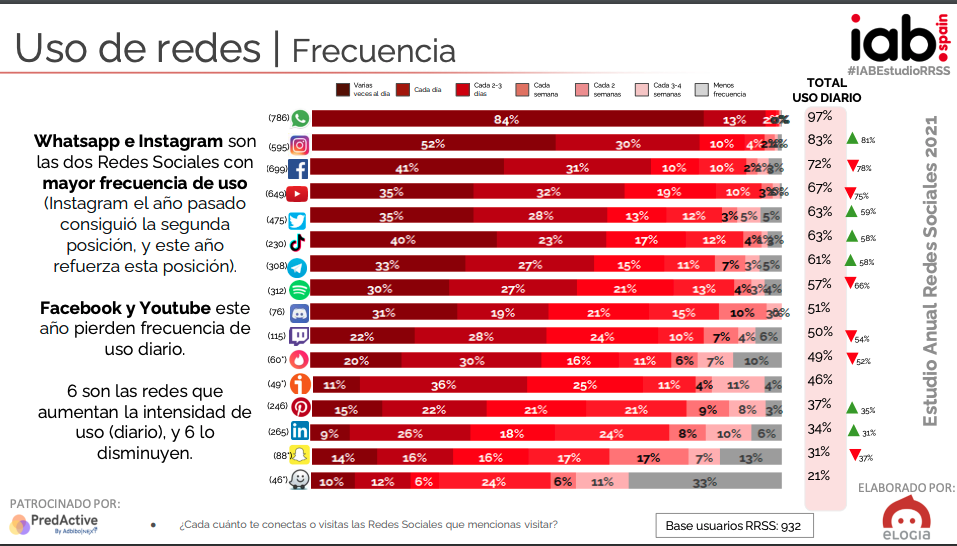 Uso de redes | Frecuencia
iab.spain
#IABEstudioRRSS
Varias veces al día
Cada día
Cada 2-3 días
Cada semana
Cada 2 semanas
Cada 3-4 semanas
Menos frecuencia
TOTAL
USO DIARIO
Whatsapp e Instagram son
las dos Redes Sociales con
mayor frecuencia de uso
(Instagram el año pasado
consiguió la segunda
posición, y este año
refuerza esta posición).
Facebook y Youtube este
año pierden frecuencia de
uso diario.
6 son las redes que
aumentan la intensidad de
uso (diario), y 6 lo
disminuyen.
(786) 84% 13% 97%
(595) 52% 30% 10% 4% 83% 81%
(699) 41% 31% 10% 10% 2% 3% 72% 78%
(649) 35% 32% 19% 10% 3% 67% 75%
(475) 35% 28% 13% 12% 3% 5% 5% 63% 59%
(230) 40% 23% 17% 12% 4% 63% 58%
(308) 33% 27% 15% 11% 7% 3% 5% 61% 58%
(312) 30% 27% 21% 13% 4% 3% 4% 57% 66%
(76) 31% 19% 21% 15% 10% 51%
(115) 22% 28% 24% 10% 7% 4% 6% 50% 54%
(60*) 20% 30% 16% 11% 6% 7% 10% 49% 52%
(49*) 11% 36% 25% 11% 4% 11% 4% 46%
(246) 15% 22% 21% 21% 9% 8% 3% 37% 35%
(265) 9% 26% 18% 24% 8% 10% 6% 34% 31%
(88*) 14% 16% 16% 17% 17% 7% 13% 31% 37%
(46*) 10% 12% 6% 24% 6% 11% 33% 21%
Estudio Anual Redes Sociales 2021
PATROCINADO POR:
PredActive
By Adbibo
• ¿Cada cuánto te conectas o visitas las Redes Sociales que mencionas visitar?
Base usuarios RRSS: 932
ELABORADO POR:
eLOGIA